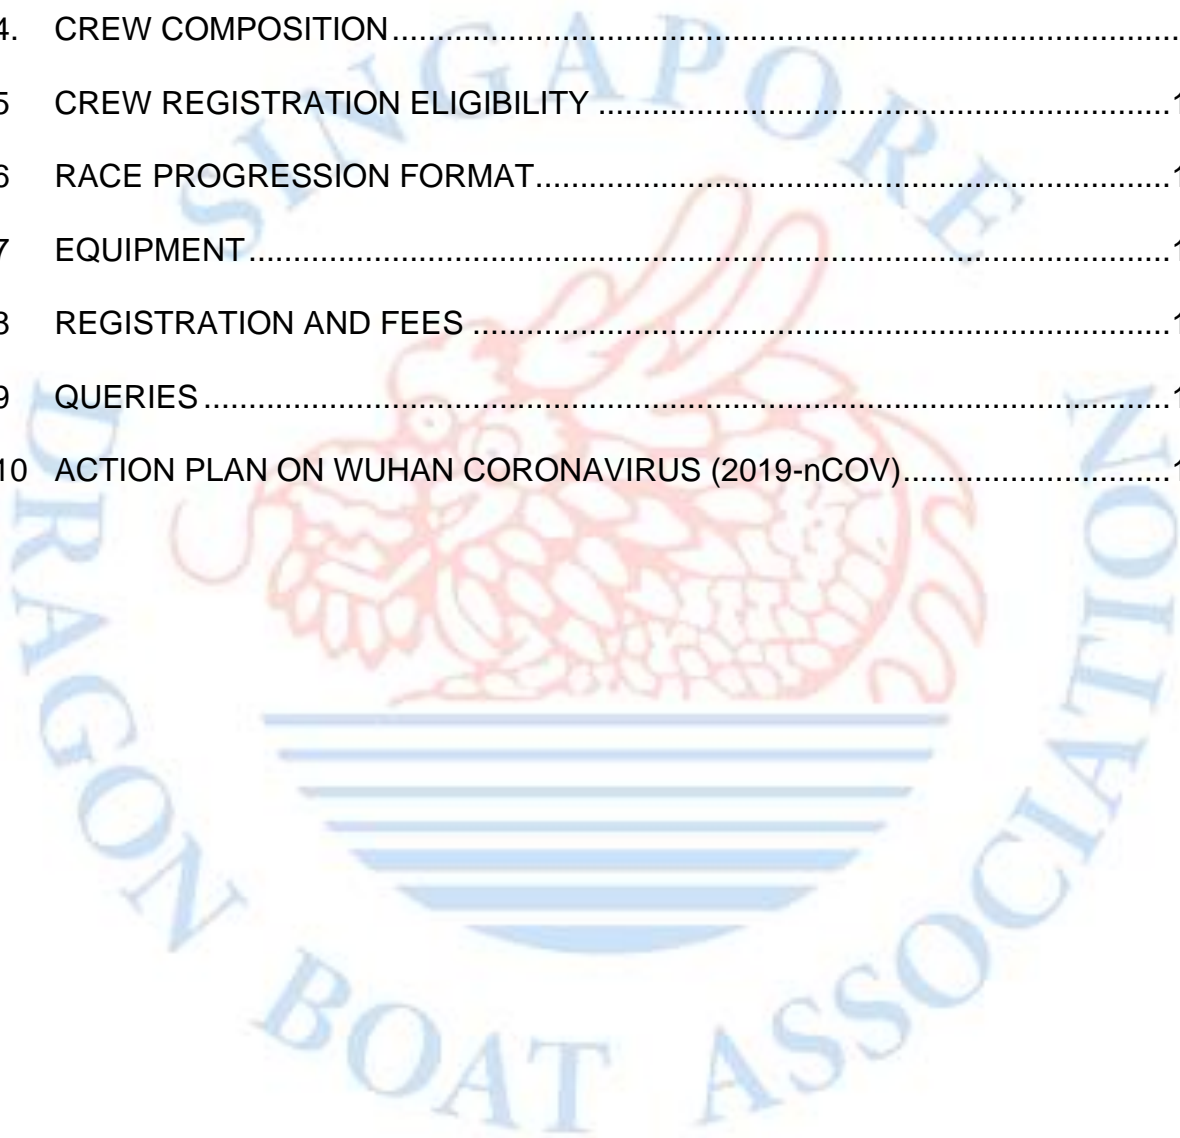 4. CREW COMPOSITION
5 CREW REGISTRATION ELIGIBILITY ........................................................................1
6 RACE PROGRESSION FORMAT................................................................................1
7 EQUIPMENT....................................................................................................................1
8 REGISTRATION AND FEES ........................................................................................1
9 QUERIES.........................................................................................................................1
10 ACTION PLAN ON WUHAN CORONAVIRUS (2019-nCOV)..................................1
SINGAPORE
DRAGON BOAT ASSOCIATION